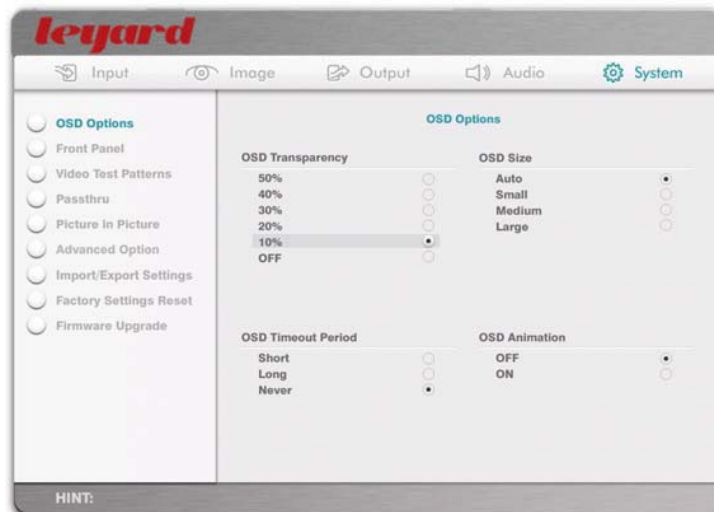 leyard
Input
Image
Output
Audio
System
OSD Options
Front Panel
Video Test Patterns
Passthru
Picture In Picture
Advanced Option
Import/Export Settings
Factory Settings Reset
Firmware Upgrade
OSD Options
OSD Transparency
50%
40%
30%
20%
10%
OFF
OSD Size
Auto
Small
Medium
Large
OSD Timeout Period
Short
Long
Never
OSD Animation
OFF
ON
HINT: